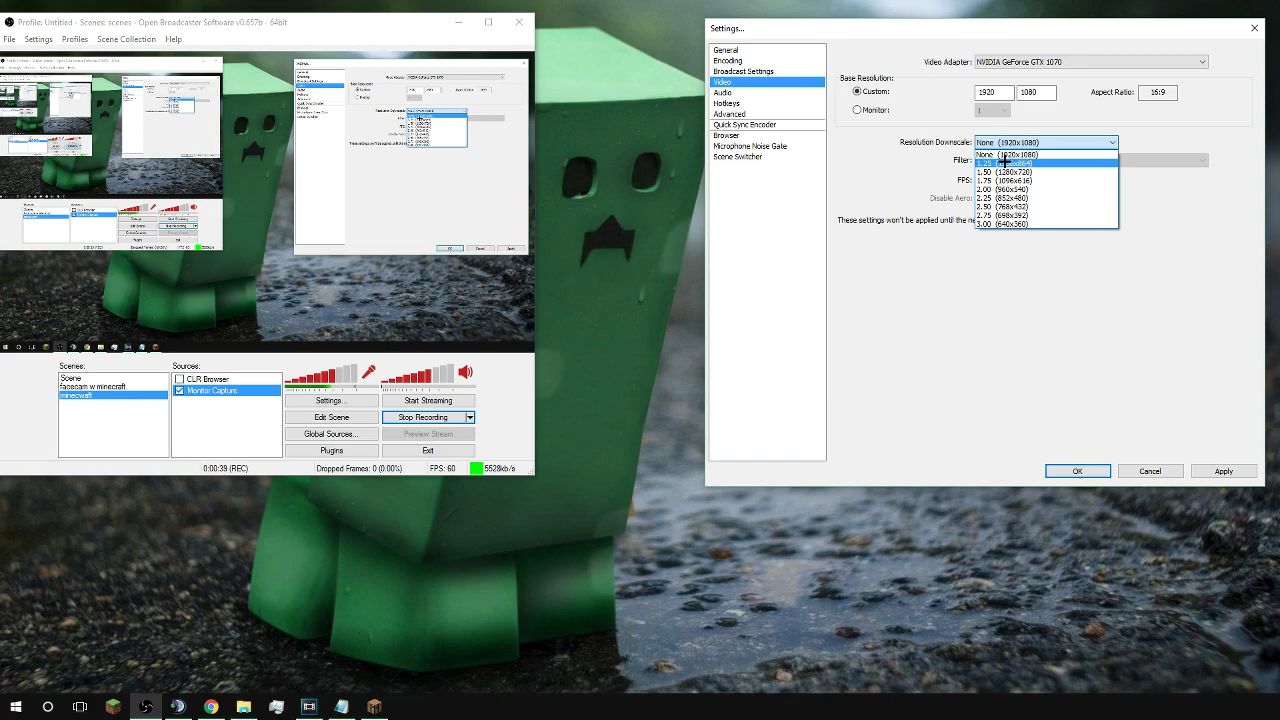 Profile: Untitled - Scenes: scenes - Open Broadcaster Software v0.657b - 64bit
File Settings Profiles Scene Collection Help
Scenes:
Scene
facecam w minecraft
minecwaft
Sources:
CLR Browser
Monitor Capture
Settings...
Start Streaming
Edit Scene
Stop Recording
Global Sources...
Preview Stream
Plugins
Exit
0:00:39 (REC)
Dropped Frames: 0 (0.00%)
FPS: 60
5528kb/s
Settings...
General
Encoding
Broadcast Settings
Video
Audio
Hotkeys
Advanced
Quick Sync Encoder
Browser
Microphone Noise Gate
Scene Switcher
Video Adapter: NVIDIA GeForce GTX 1070
Base Resolution:
Custom: 1920 1080 Aspect Ratio: 16:9
Monitor: 1
Resolution Downscale: None (1920x1080)
None (1920x1080)
1.25
1.50 (1280x720)
1.75 (1096x616)
2.00 (960x540)
2.25 (852x480)
2.50 (768x432)
2.75 (698x392)
3.00 (640x360)
Filter:
FPS:
Disable Aero:
These settings won't be applied until the
OK Cancel Apply